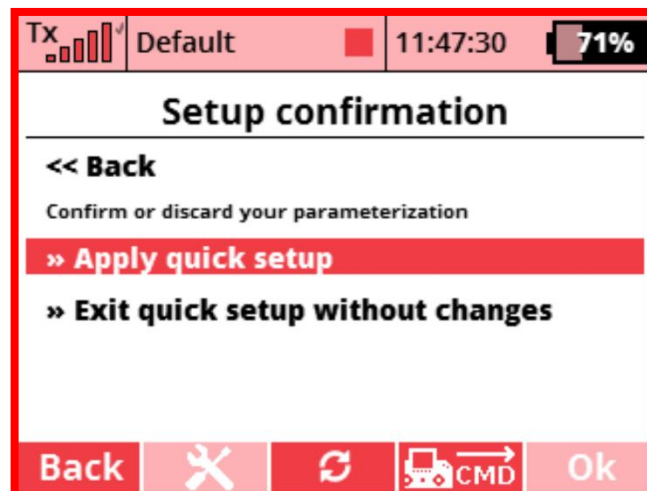 Tx Default 11:47:30 71%
Setup confirmation
<< Back
Confirm or discard your parameterization
» Apply quick setup
» Exit quick setup without changes
Back CMD Ok